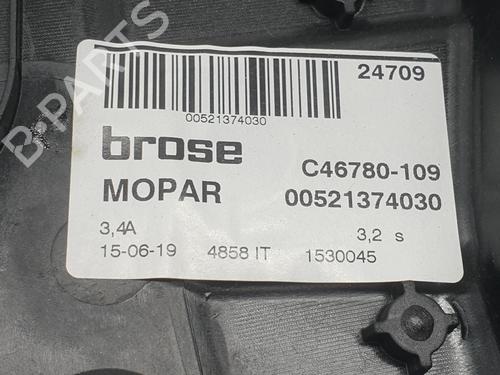 24709
00521374030
brose
C46780-109
MOPAR
00521374030
3,4A
3,2 s
15-06-19 4858 IT 1530045
B-PARTS